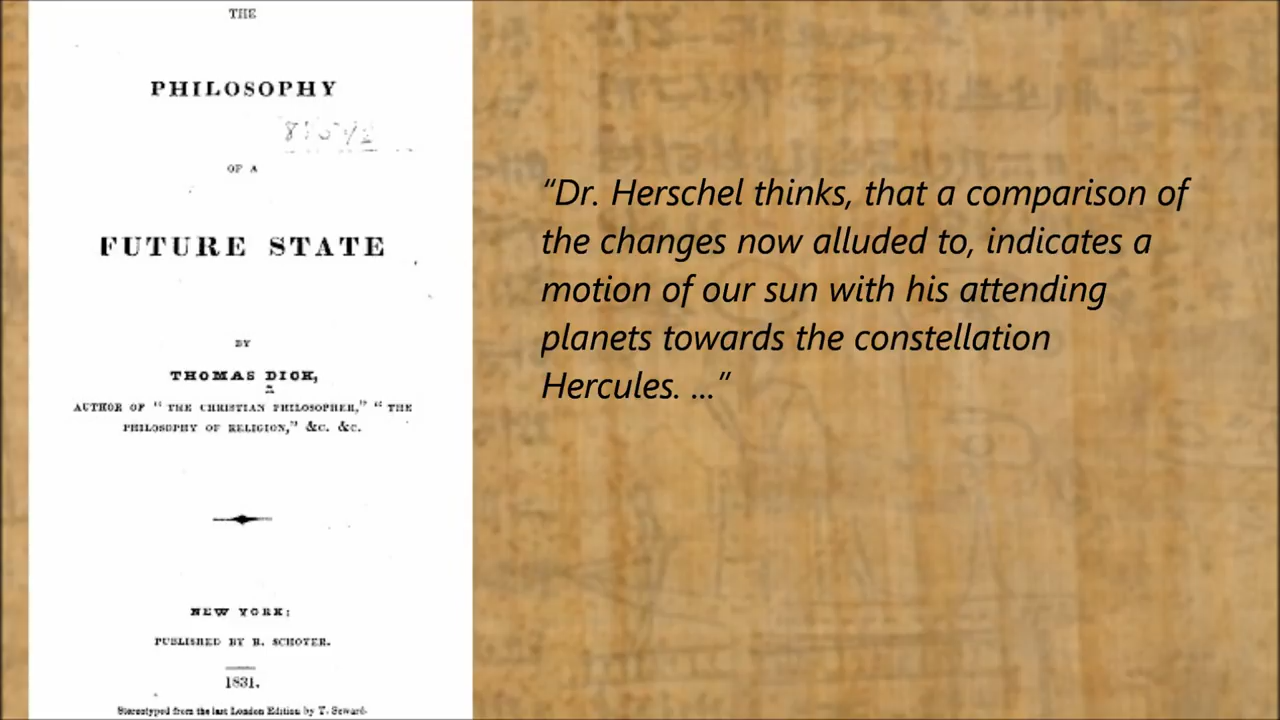 THE
PHILOSOPHY
OF A
FUTURE STATE
BY
THOMAS DICK,
AUTHOR OF "THE CHRISTIAN PHILOSOPHER," "THE
PHILOSOPHY OF RELIGION," &C. &C.
NEW YORK:
PUBLISHED BY R. SCHOYER.
1831.
Stereotyped from the last London Edition by T. Seward.
“Dr. Herschel thinks, that a comparison of
the changes now alluded to, indicates a
motion of our sun with his attending
planets towards the constellation
Hercules. ...”